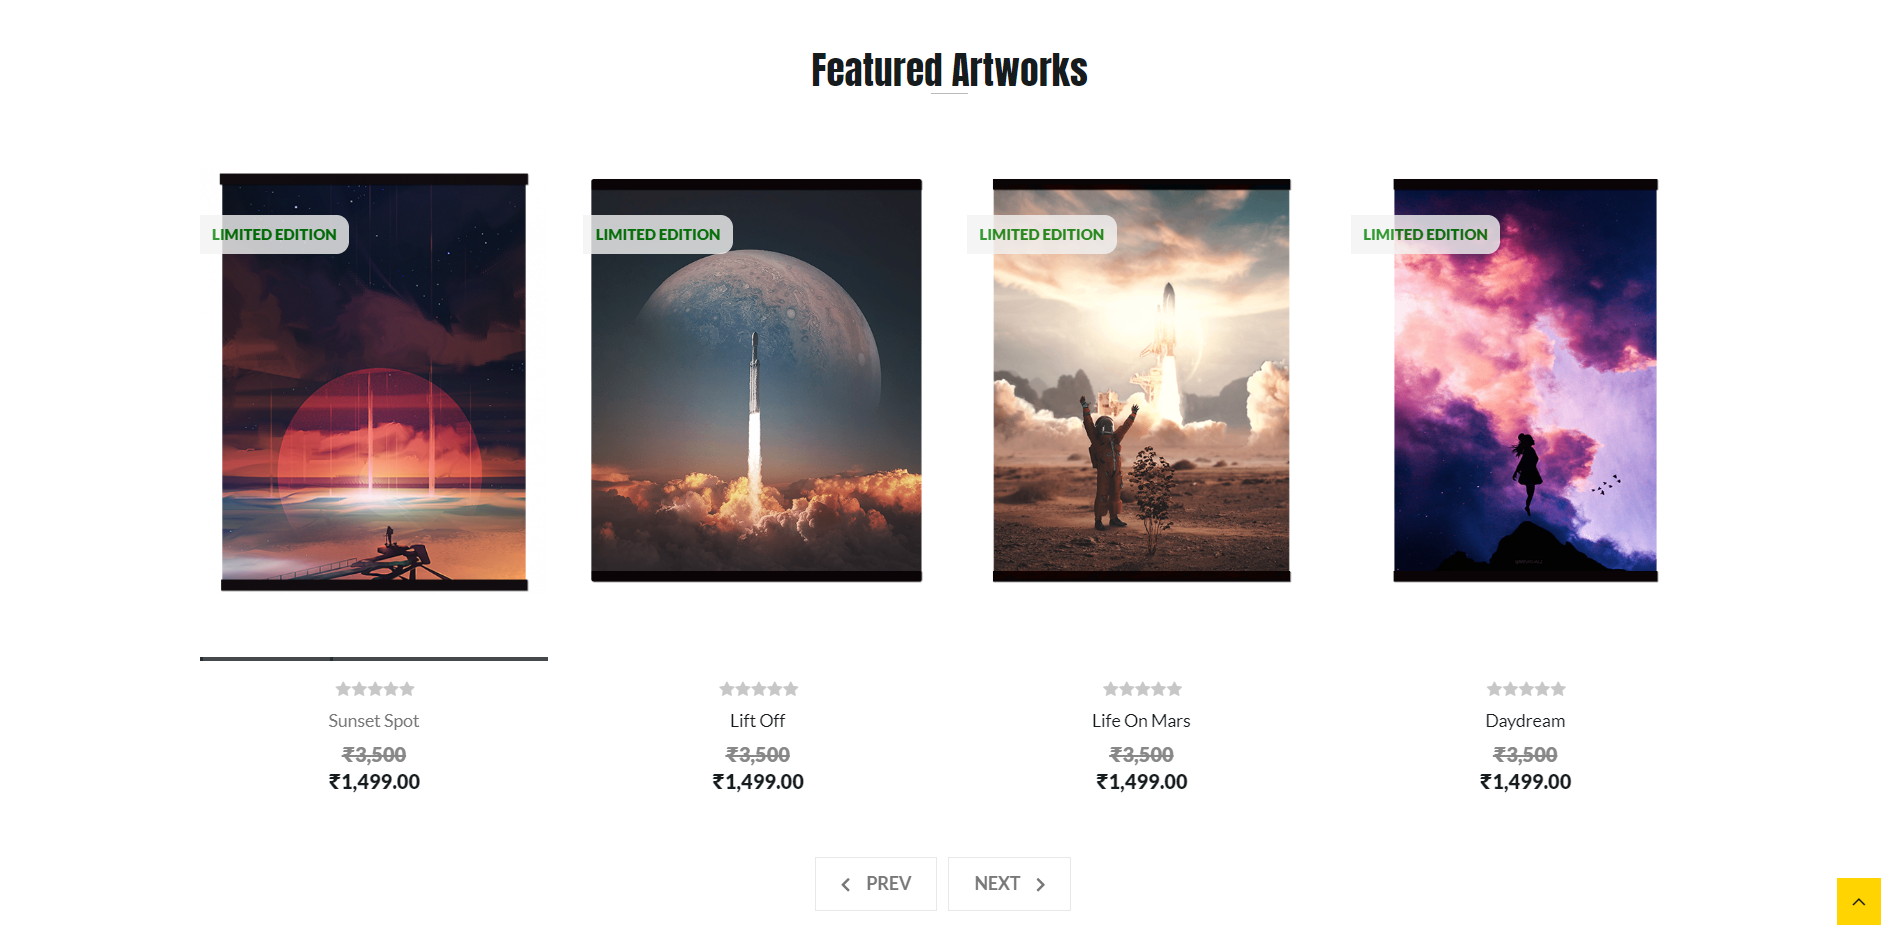 Featured Artworks
LIMITED EDITION
LIMITED EDITION
LIMITED EDITION
LIMITED EDITION
Sunset Spot
₹3,500
₹1,499.00
Lift Off
₹3,500
₹1,499.00
Life On Mars
₹3,500
₹1,499.00
Daydream
₹3,500
₹1,499.00
PREV
NEXT